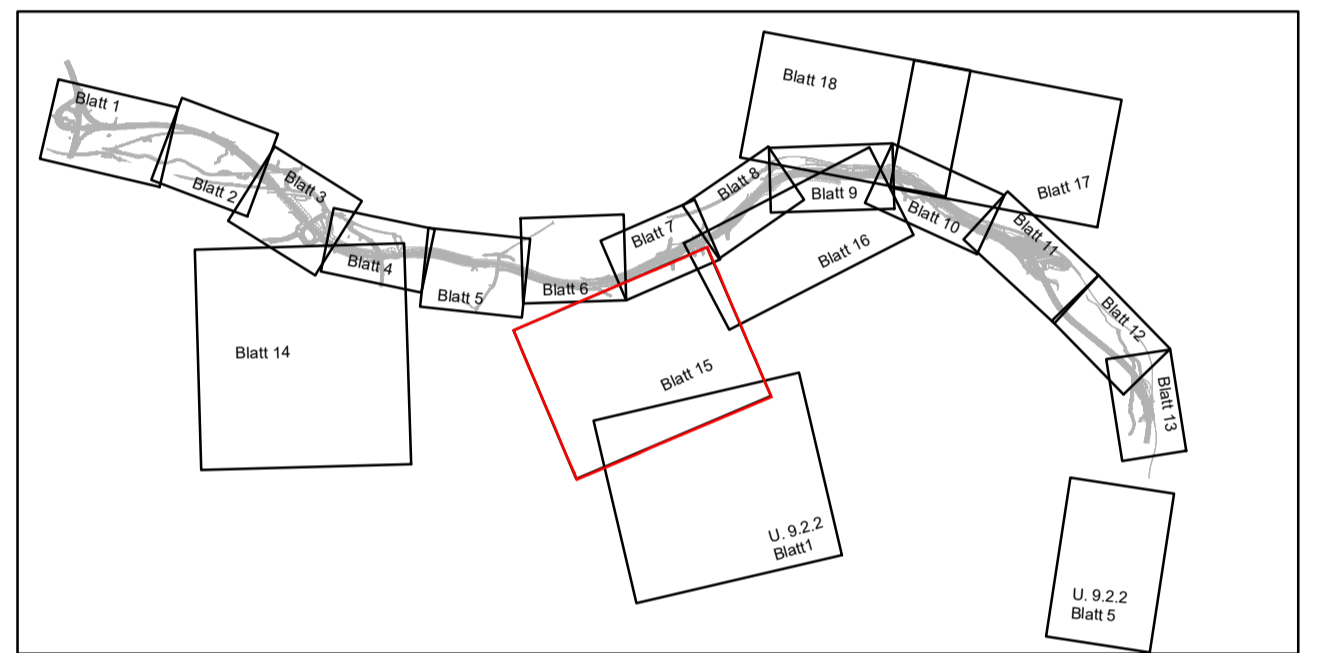 Blatt 1
Blatt 2
Blatt 3
Blatt 4
Blatt 5
Blatt 6
Blatt 7
Blatt 8
Blatt 9
Blatt 10
Blatt 11
Blatt 12
Blatt 13
Blatt 14
Blatt 15
Blatt 16
Blatt 17
Blatt 18
U. 9.2.2
Blatt1
U. 9.2.2
Blatt 5